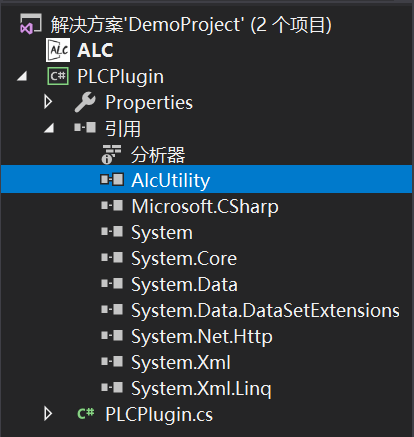 解决方案'DemoProject' (2 个项目)
ALC
ALC
C# PLCPlugin
Properties
引用
分析器
AlcUtility
Microsoft.CSharp
System
System.Core
System.Data
System.Data.DataSetExtensions
System.Net.Http
System.Xml
System.Xml.Linq
C# PLCPlugin.cs